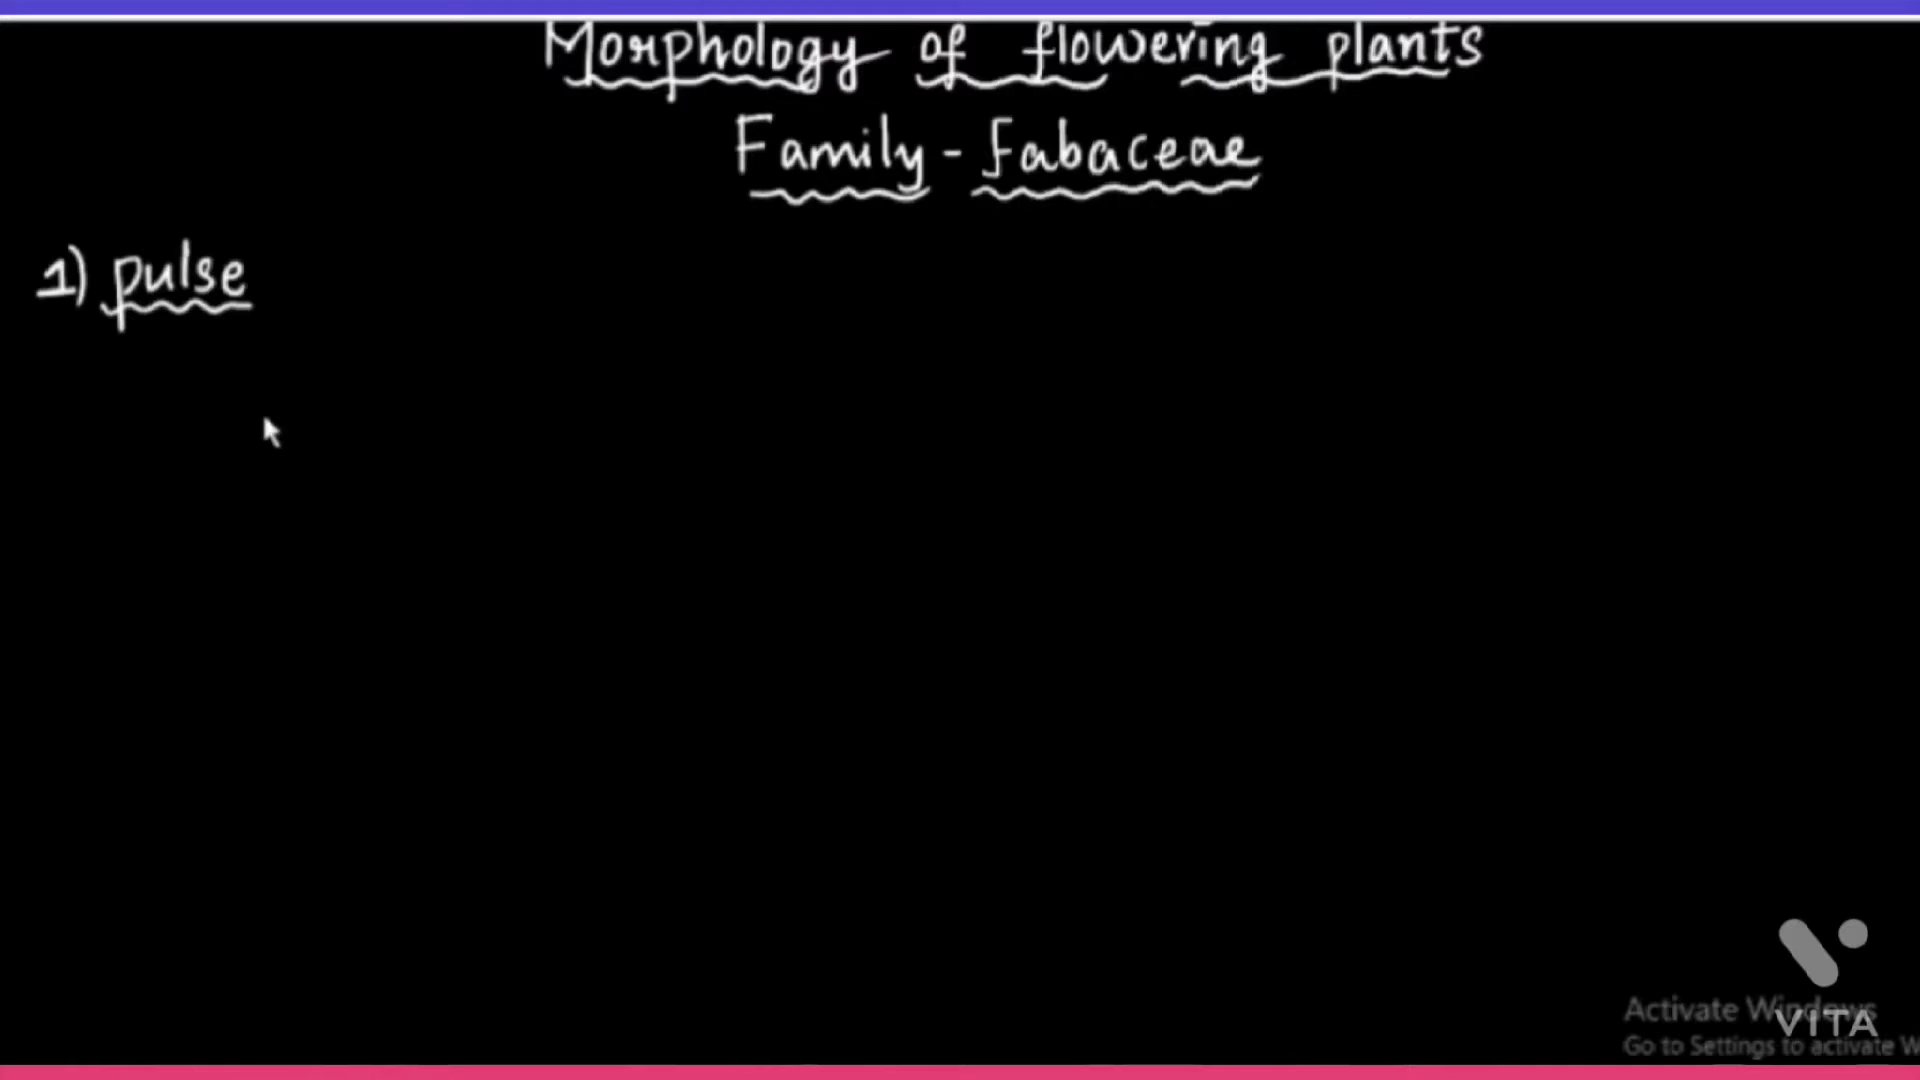 Morphology of flowering plants
Family - fabaceae
1) pulse
Activate Windows
VITA
Go to Settings to activate W